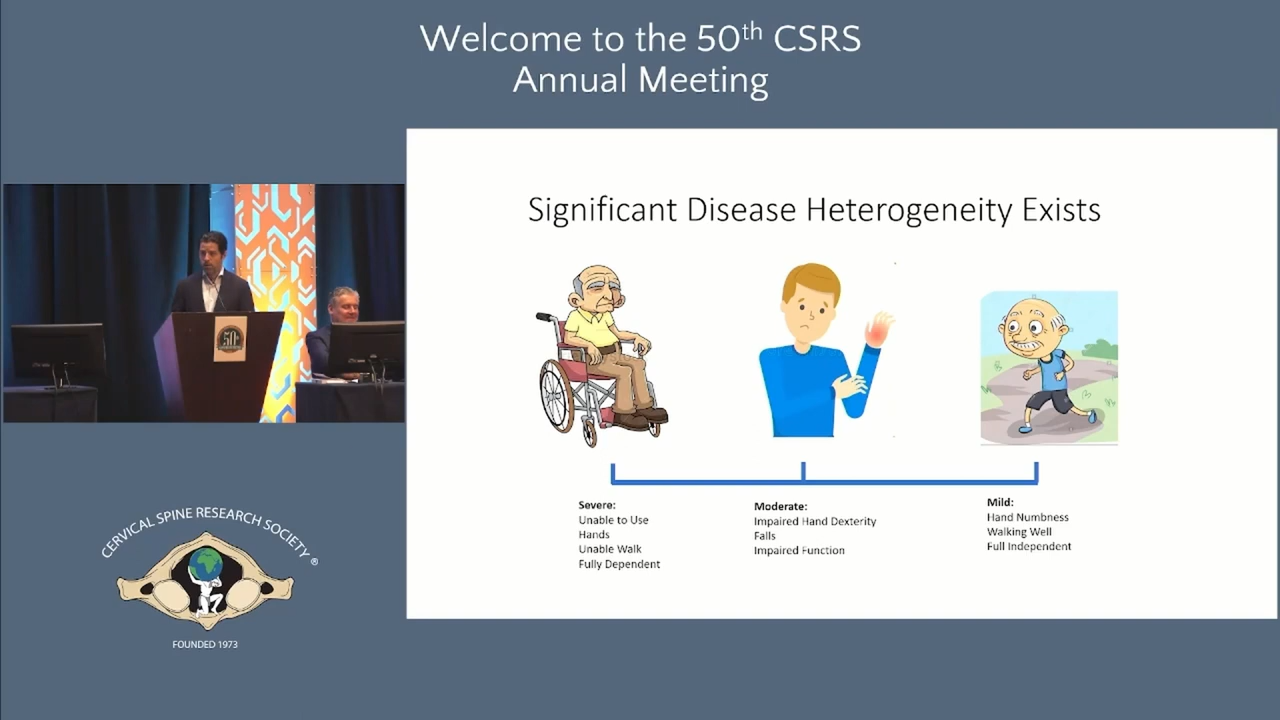 Welcome to the 50th CSRS
Annual Meeting
Significant Disease Heterogeneity Exists
Severe:
Unable to Use
Hands
Unable Walk
Fully Dependent
Moderate:
Impaired Hand Dexterity
Falls
Impaired Function
Mild:
Hand Numbness
Walking Well
Full Independent
50
CERVICAL SPINE RESEARCH SOCIETY®
FOUNDED 1973